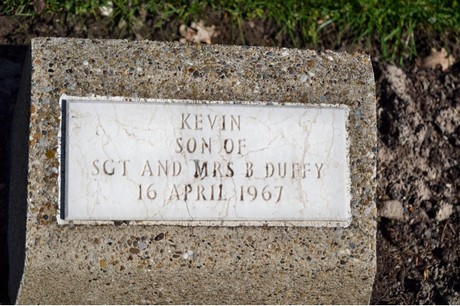 KEVIN
SON OF
SGT AND MRS B DUFFY
16 APRIL 1967